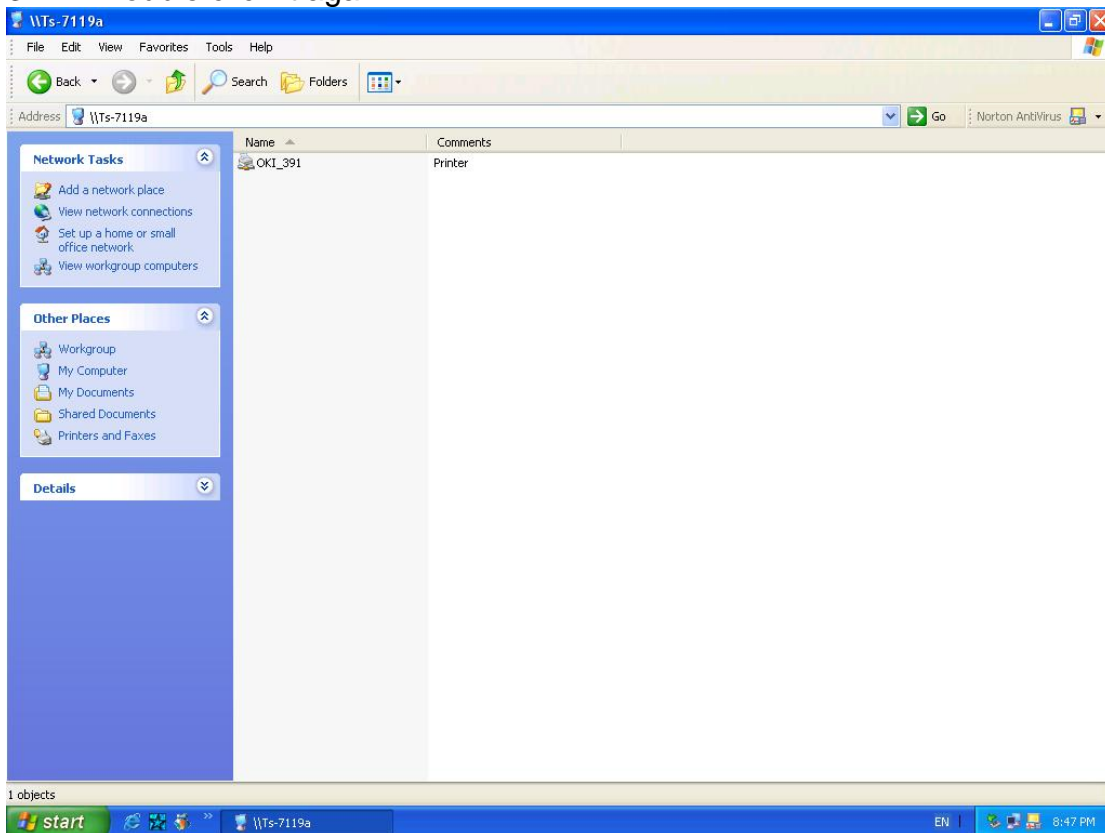 \\Ts-7119a
File Edit View Favorites Tools Help
Back Search Folders
Address \\Ts-7119a Go Norton AntiVirus
Name Comments
Network Tasks
OKI_391 Printer
Add a network place
View network connections
Set up a home or small
office network
View workgroup computers
Other Places
Workgroup
My Computer
My Documents
Shared Documents
Printers and Faxes
Details
1 objects
start \\Ts-7119a EN 8:47 PM